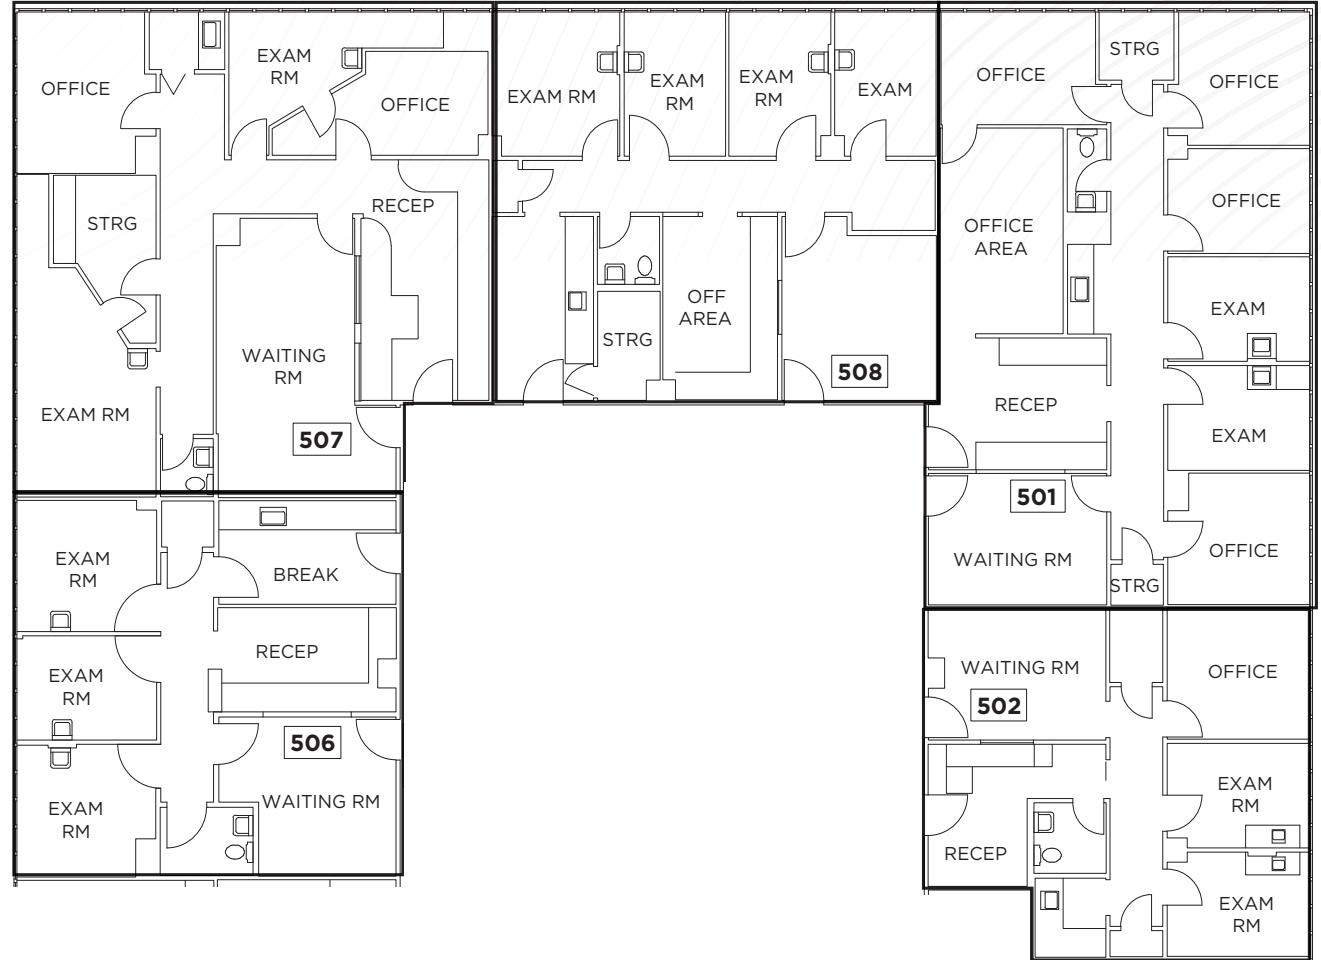 OFFICE
EXAM
RM
OFFICE
STRG
RECEP
WAITING
RM
EXAM RM
507
EXAM RM
EXAM
RM
EXAM
RM
EXAM
OFF
AREA
STRG
508
OFFICE
STRG
OFFICE
OFFICE
OFFICE
AREA
EXAM
RECEP
EXAM
501
WAITING RM
STRG
OFFICE
EXAM
RM
BREAK
EXAM
RM
RECEP
506
EXAM
RM
WAITING RM
WAITING RM
OFFICE
502
EXAM
RM
RECEP
EXAM
RM